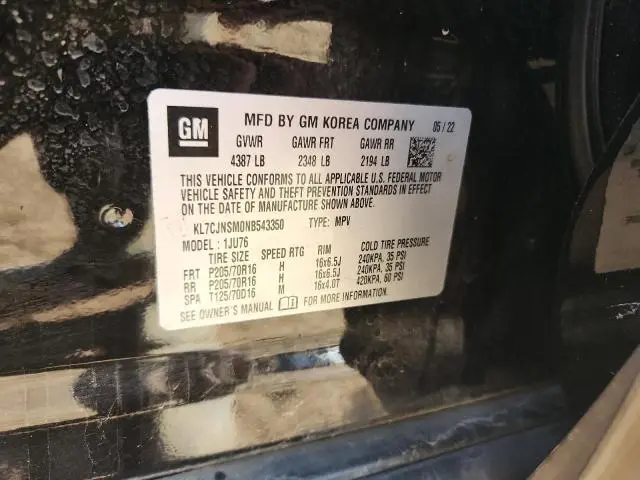 GM
MFD BY GM KOREA COMPANY 05/22
GVWR GAWR FRT GAWR RR
4387 LB 2348 LB 2194 LB
THIS VEHICLE CONFORMS TO ALL APPLICABLE U.S. FEDERAL MOTOR
VEHICLE SAFETY AND THEFT PREVENTION STANDARDS IN EFFECT
ON THE DATE OF MANUFACTURE SHOWN ABOVE.
KL7CJNSM0NB543350 TYPE: MPV
MODEL: 1JU76
TIRE SIZE SPEED RTG RIM COLD TIRE PRESSURE
FRT P205/70R16 H 16x6.5J 240KPA, 35 PSI
RR P205/70R16 H 16x6.5J 240KPA, 35 PSI
SPA T125/70D16 M 16x4.0T 420KPA, 60 PSI
SEE OWNER'S MANUAL FOR MORE INFORMATION.